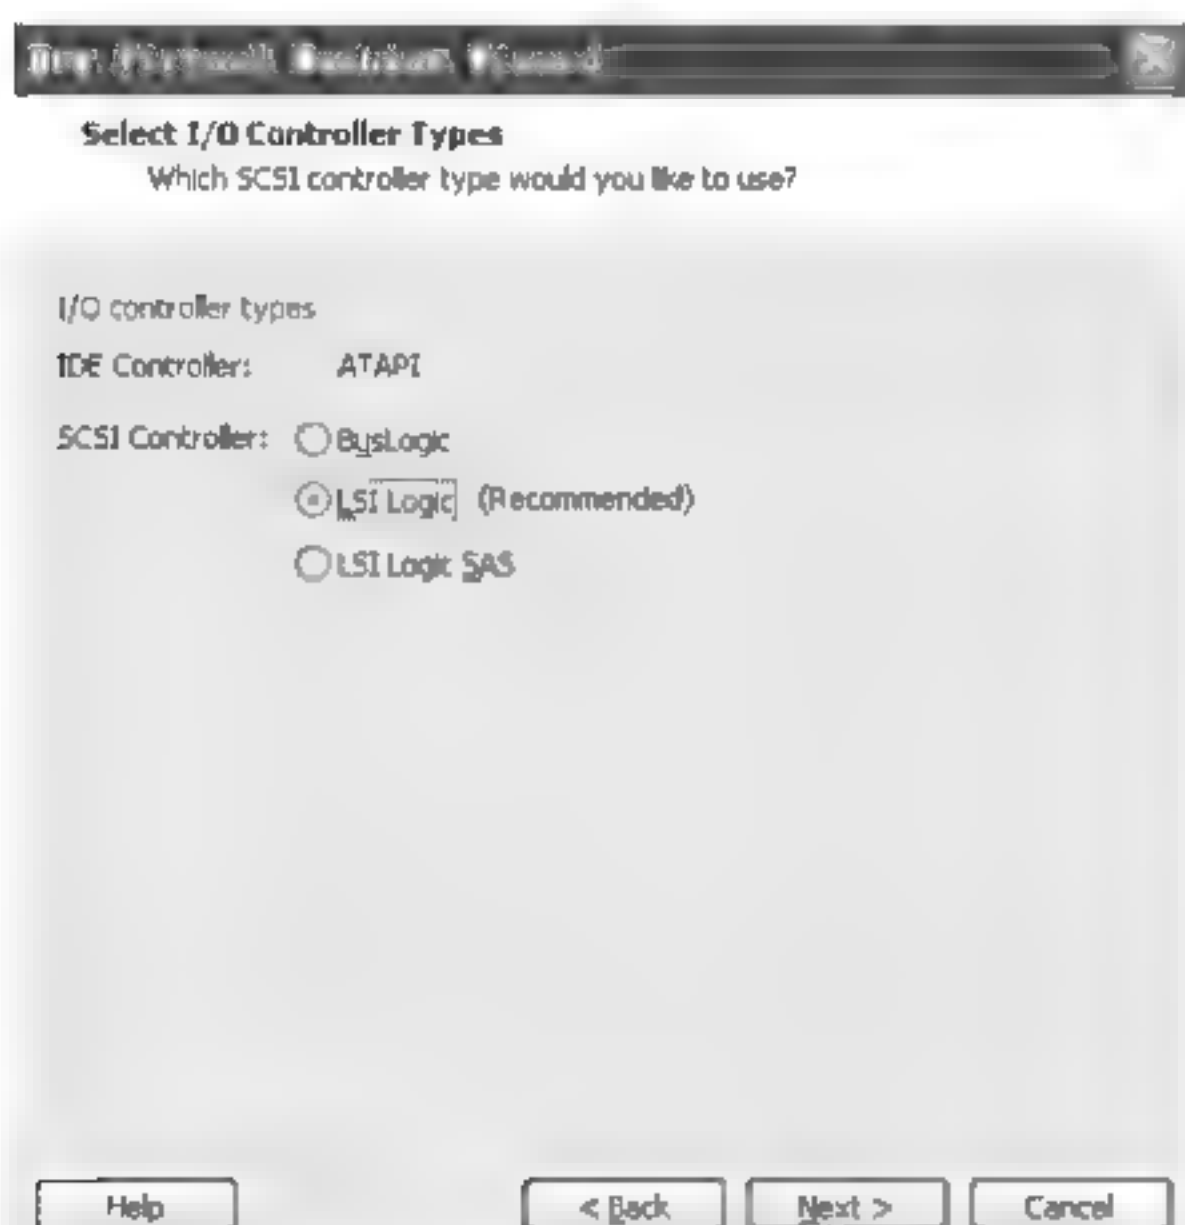 Select I/O Controller Types
Which SCSI controller type would you like to use?
I/O controller types
IDE Controller: ATAPI
SCSI Controller: BusLogic
LSI Logic (Recommended)
LSI Logic SAS
Help < Back Next > Cancel